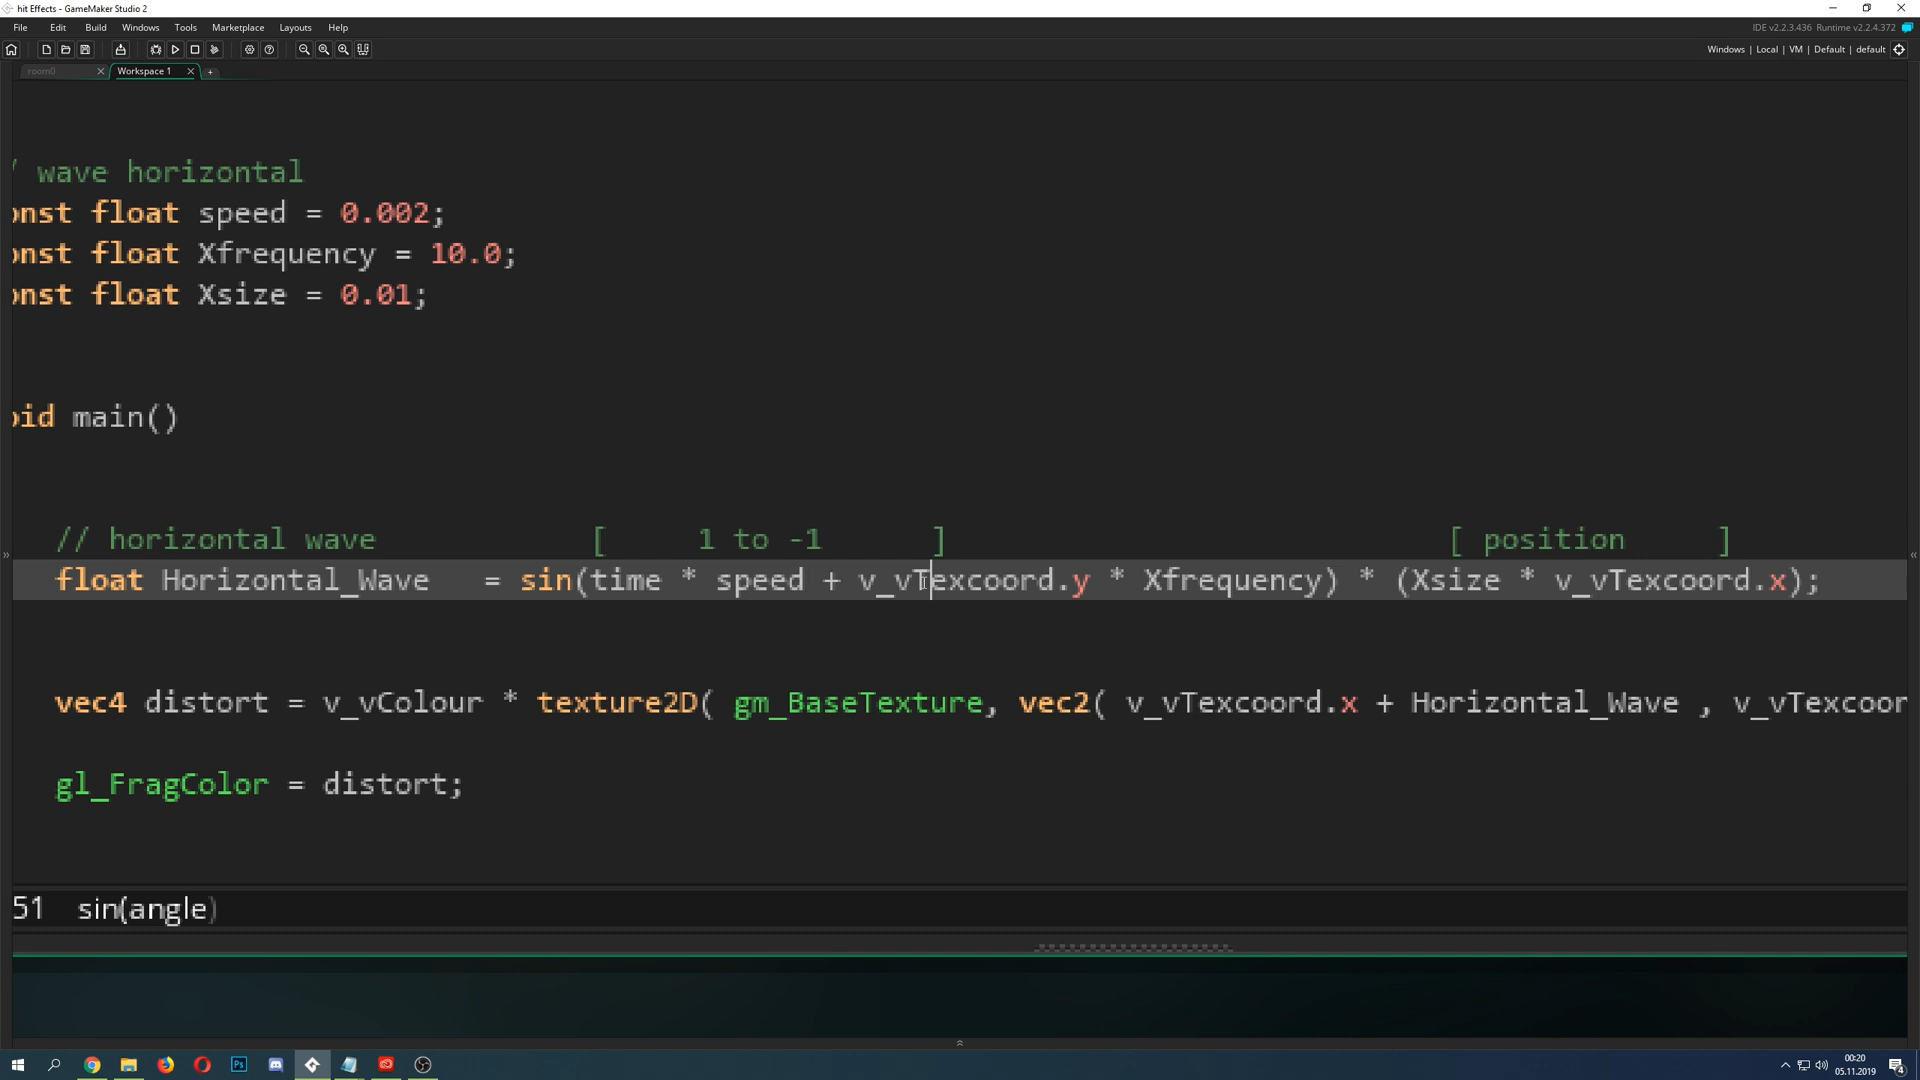 hit Effects - GameMaker Studio 2
File Edit Build Windows Tools Marketplace Layouts Help
IDE v2.2.3.436 Runtime v2.2.4.372
Windows | Local | VM | Default | default
room0 Workspace 1
/ wave horizontal
onst float speed = 0.002;
onst float Xfrequency = 10.0;
onst float Xsize = 0.01;
oid main()
// horizontal wave [ 1 to -1 ] [ position ]
float Horizontal_Wave = sin(time * speed + v_vTexcoord.y * Xfrequency) * (Xsize * v_vTexcoord.x);
vec4 distort = v_vColour * texture2D( gm_BaseTexture, vec2( v_vTexcoord.x + Horizontal_Wave , v_vTexcoor
gl_FragColor = distort;
51 sin(angle)
00:20
05.11.2019
4